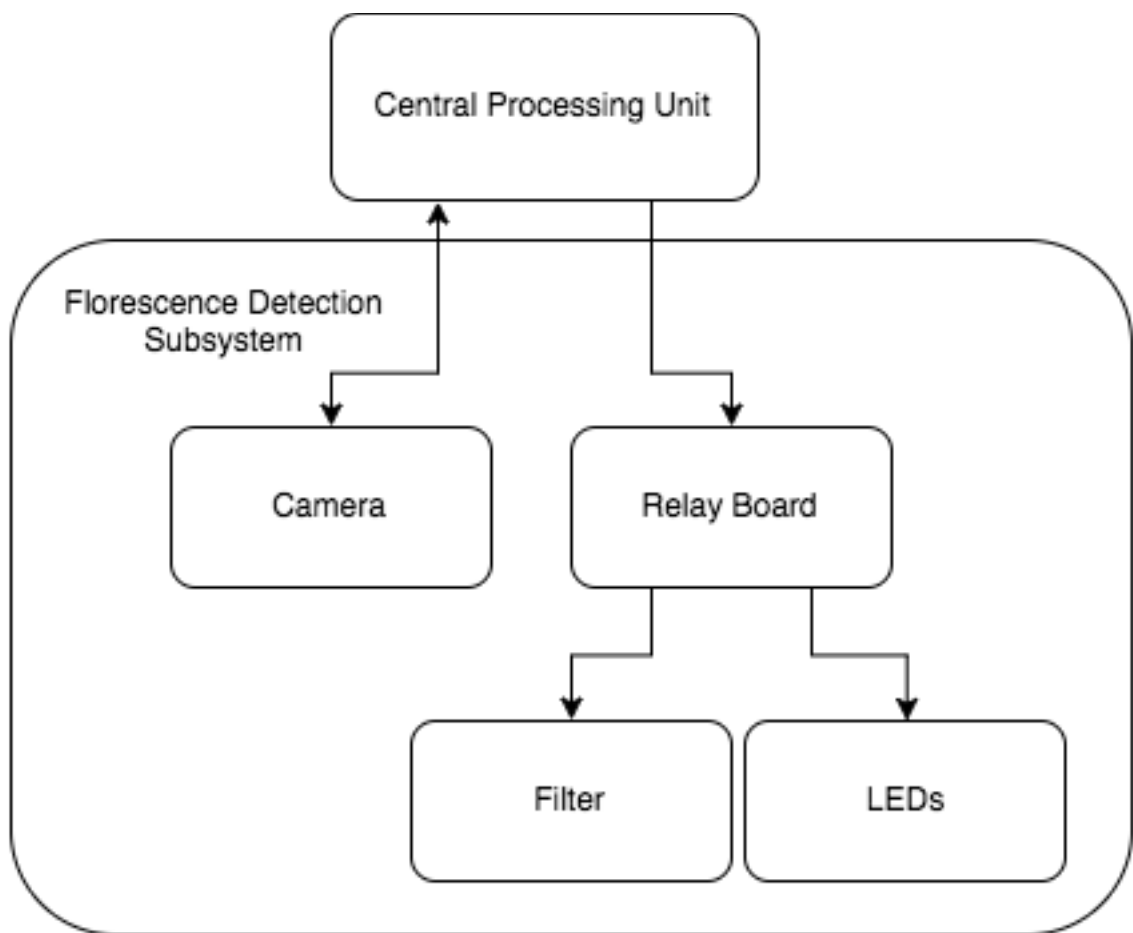 Central Processing Unit
Florescence Detection
Subsystem
Camera
Relay Board
Filter
LEDs